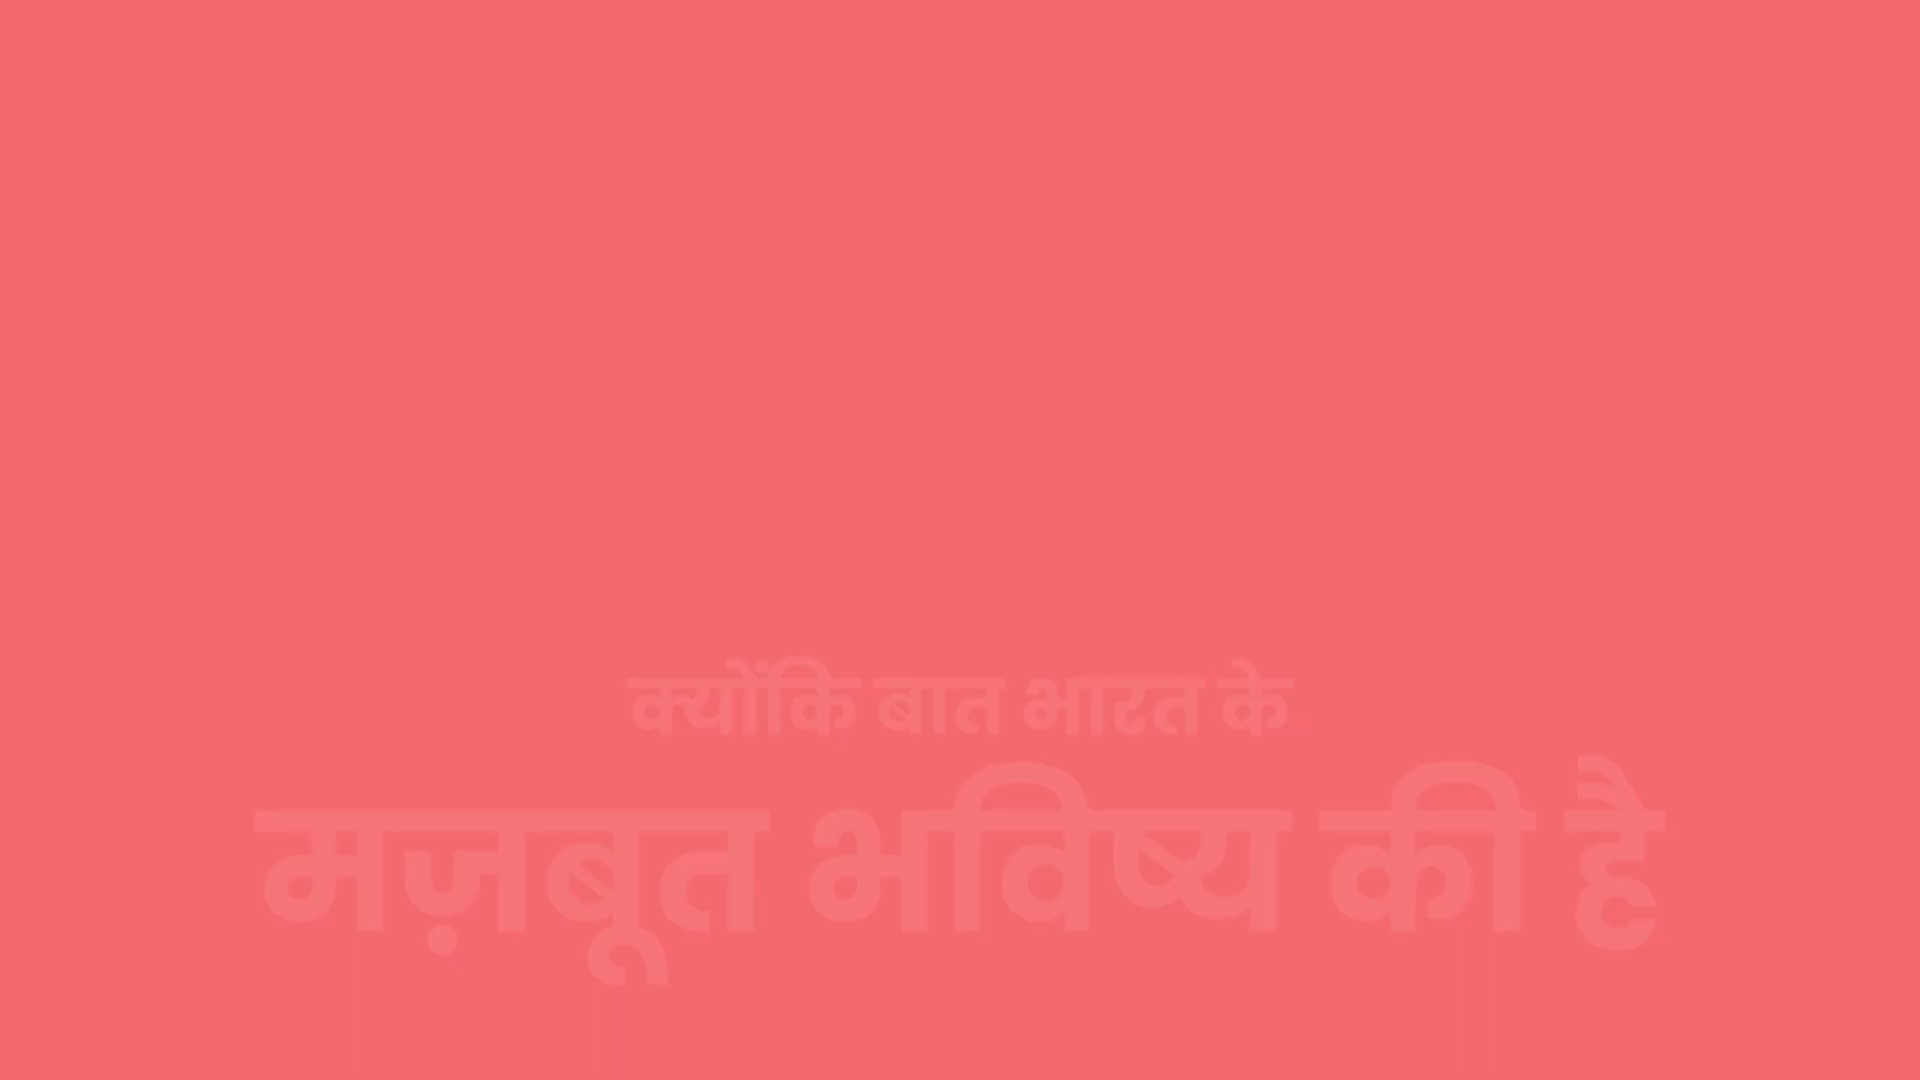 क्योंकि बात भारत के
मज़बूत भविष्य की है